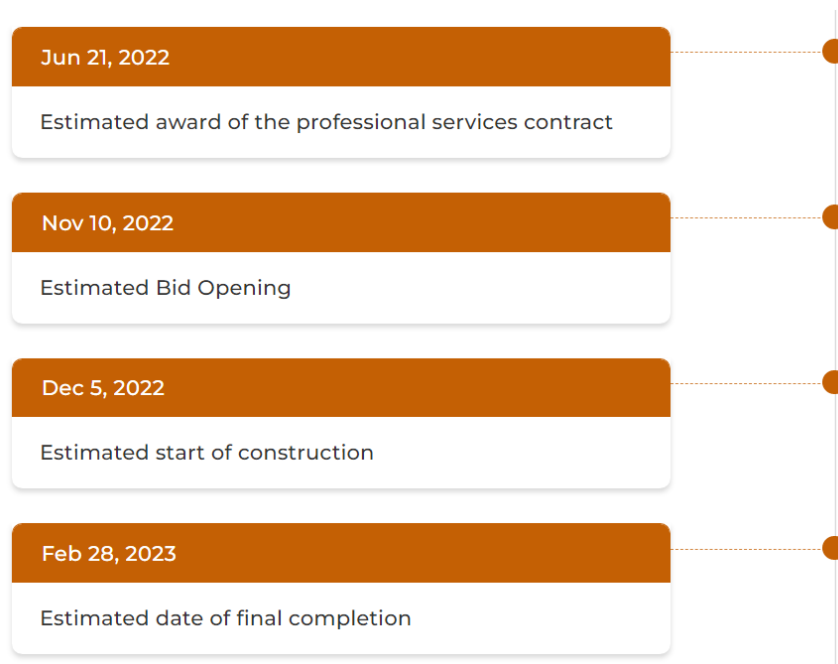 Jun 21, 2022
Estimated award of the professional services contract
Nov 10, 2022
Estimated Bid Opening
Dec 5, 2022
Estimated start of construction
Feb 28, 2023
Estimated date of final completion